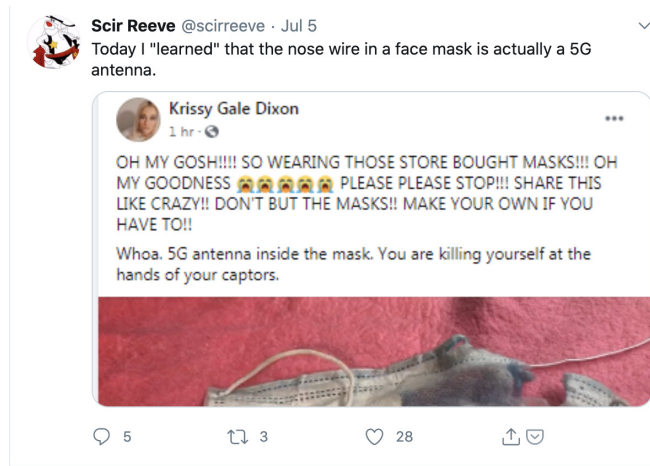 Scir Reeve @scirreeve · Jul 5
Today I "learned" that the nose wire in a face mask is actually a 5G
antenna.
Krissy Gale Dixon
1 hr ·
OH MY GOSH!!!! SO WEARING THOSE STORE BOUGHT MASKS!!! OH
MY GOODNESS 😭😭😭😭😭 PLEASE PLEASE STOP!!! SHARE THIS
LIKE CRAZY!! DON'T BUT THE MASKS!! MAKE YOUR OWN IF YOU
HAVE TO!!
Whoa. 5G antenna inside the mask. You are killing yourself at the
hands of your captors.
5 3 28